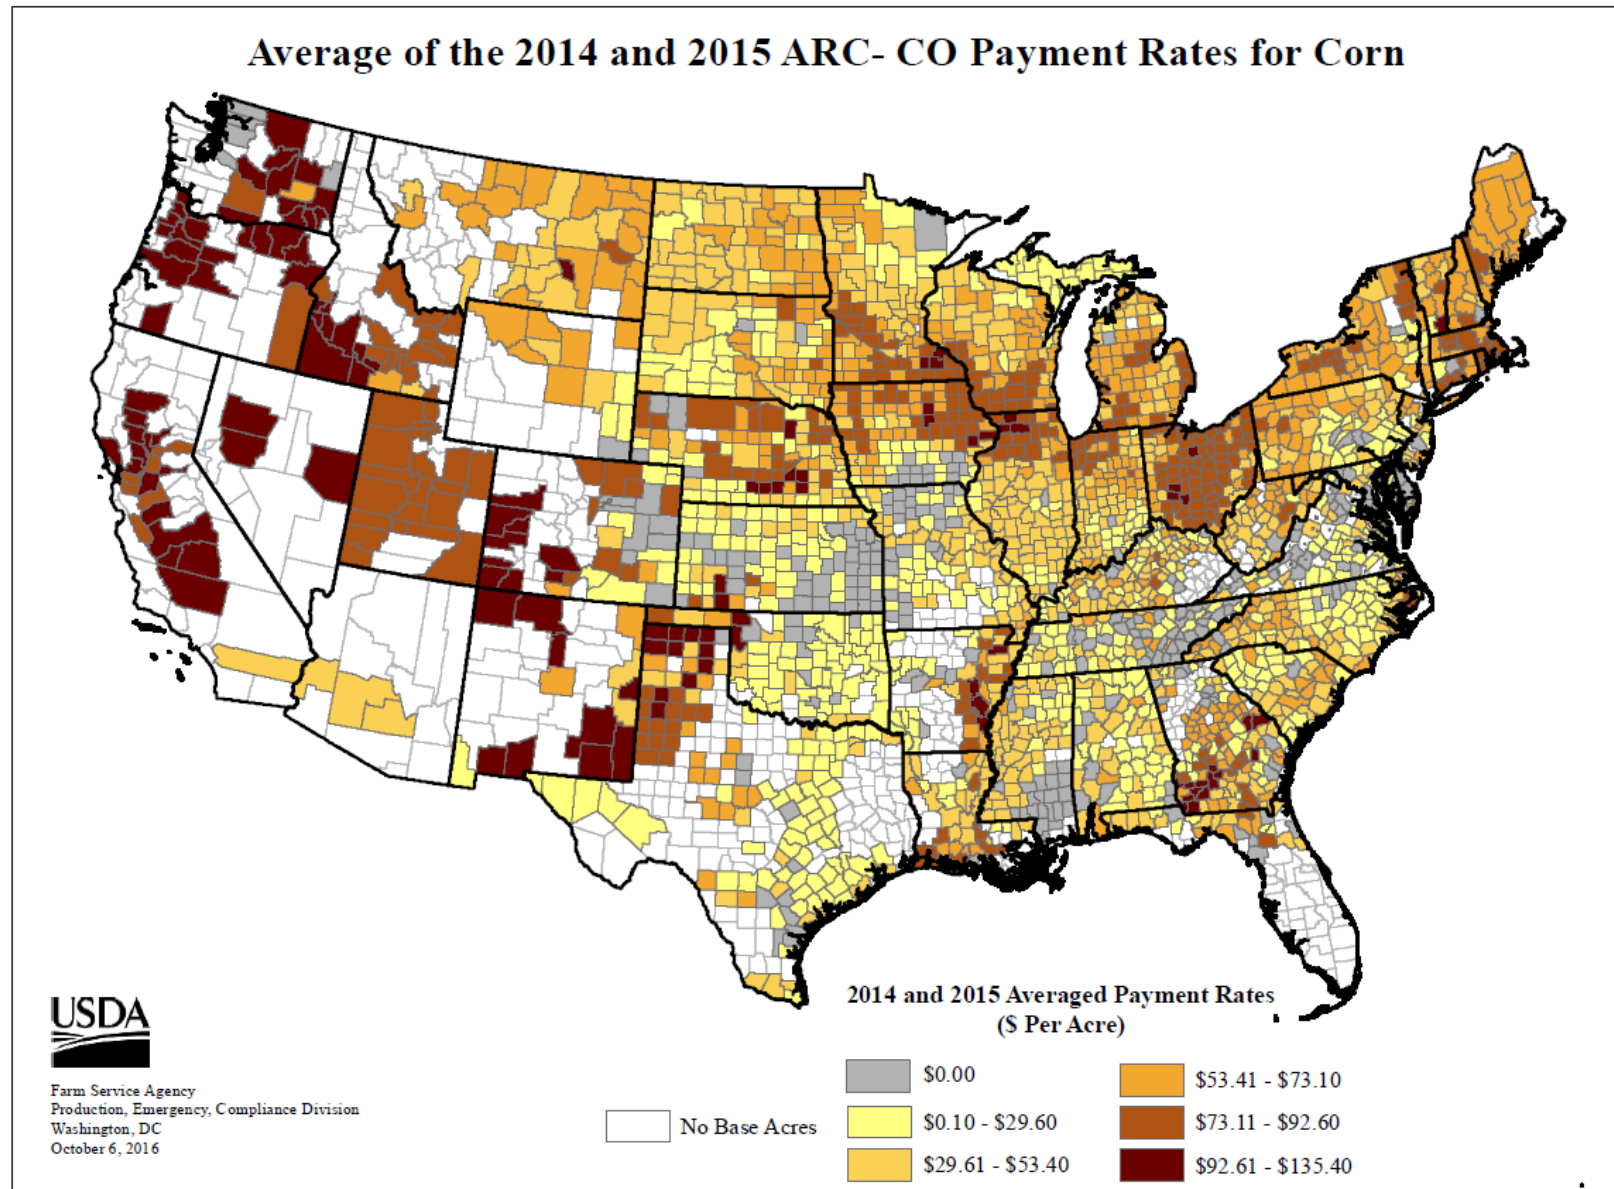 Average of the 2014 and 2015 ARC- CO Payment Rates for Corn
USDA
Farm Service Agency
Production, Emergency, Compliance Division
Washington, DC
October 6, 2016
No Base Acres
2014 and 2015 Averaged Payment Rates
($ Per Acre)
$0.00
$0.10 - $29.60
$29.61 - $53.40
$53.41 - $73.10
$73.11 - $92.60
$92.61 - $135.40